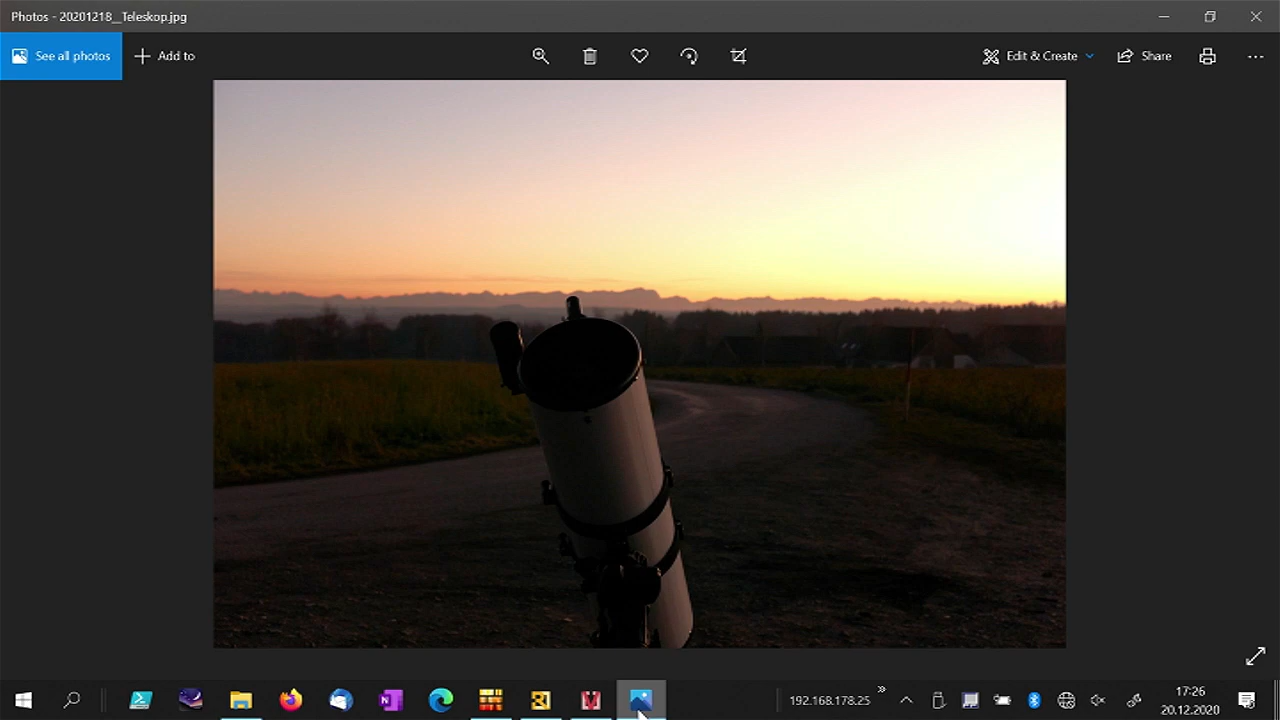 Photos - 20201218__Teleskop.jpg
See all photos
Add to
Edit & Create
Share
192.168.178.25
17:26
20.12.2020